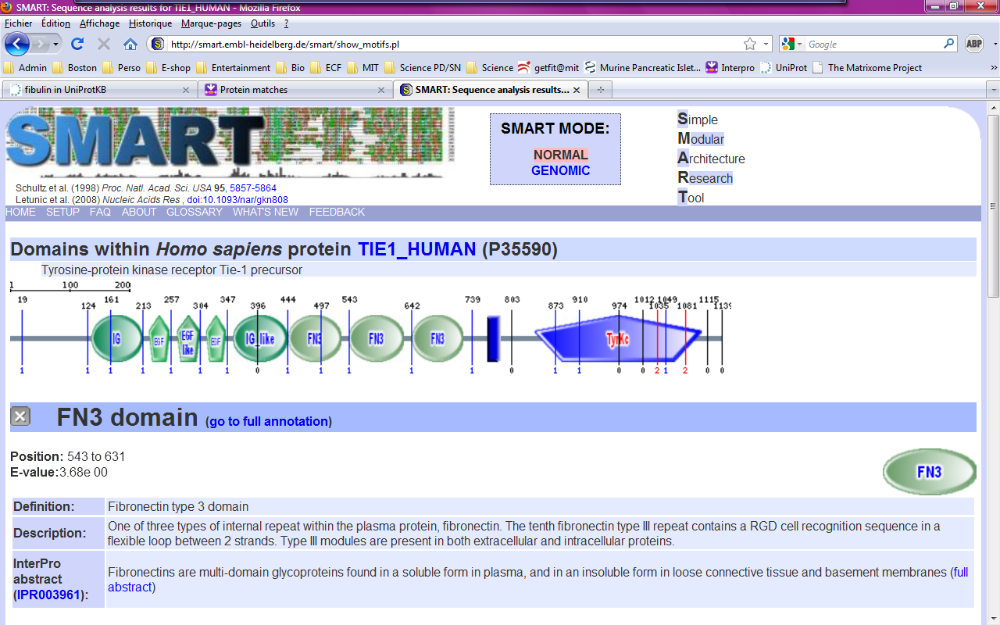 SMART: Sequence analysis results for TIE1_HUMAN - Mozilla Firefox
Fichier Édition Affichage Historique Marque-pages Outils ?
http://smart.embl-heidelberg.de/smart/show_motifs.pl Google ABP
Admin Boston Perso E-shop Entertainment Bio ECF MIT Science PD/SN Science getfit@mit Murine Pancreatic Islet... Interpro UniProt The Matrixome Project »
fibulin in UniProtKB Protein matches SMART: Sequence analysis results...
SMART
SMART MODE:
NORMAL
GENOMIC
Simple
Modular
Architecture
Research
Tool
Schultz et al. (1998) Proc. Natl. Acad. Sci. USA 95, 5857-5864
Letunic et al. (2008) Nucleic Acids Res , doi:10.1093/nar/gkn808
HOME SETUP FAQ ABOUT GLOSSARY WHAT'S NEW FEEDBACK
Domains within Homo sapiens protein TIE1_HUMAN (P35590)
Tyrosine-protein kinase receptor Tie-1 precursor
1 100 200
19 161 257 347 444 543 739 803 910 1012 1049 1115
124 213 304 396 497 642 873 974 1035 1081 1139
IG EGF EGF like EGF IG_like FN3 FN3 FN3 TyrKc
1 1 1 1 1 1 1 0 1 1 1 1 1 0 1 1 0 0 2 1 2 0 0
FN3 domain (go to full annotation)
Position: 543 to 631
E-value:3.68e 00
FN3
Definition: Fibronectin type 3 domain
Description: One of three types of internal repeat within the plasma protein, fibronectin. The tenth fibronectin type III repeat contains a RGD cell recognition sequence in a
flexible loop between 2 strands. Type III modules are present in both extracellular and intracellular proteins.
InterPro abstract (IPR003961): Fibronectins are multi-domain glycoproteins found in a soluble form in plasma, and in an insoluble form in loose connective tissue and basement membranes (full
abstract)